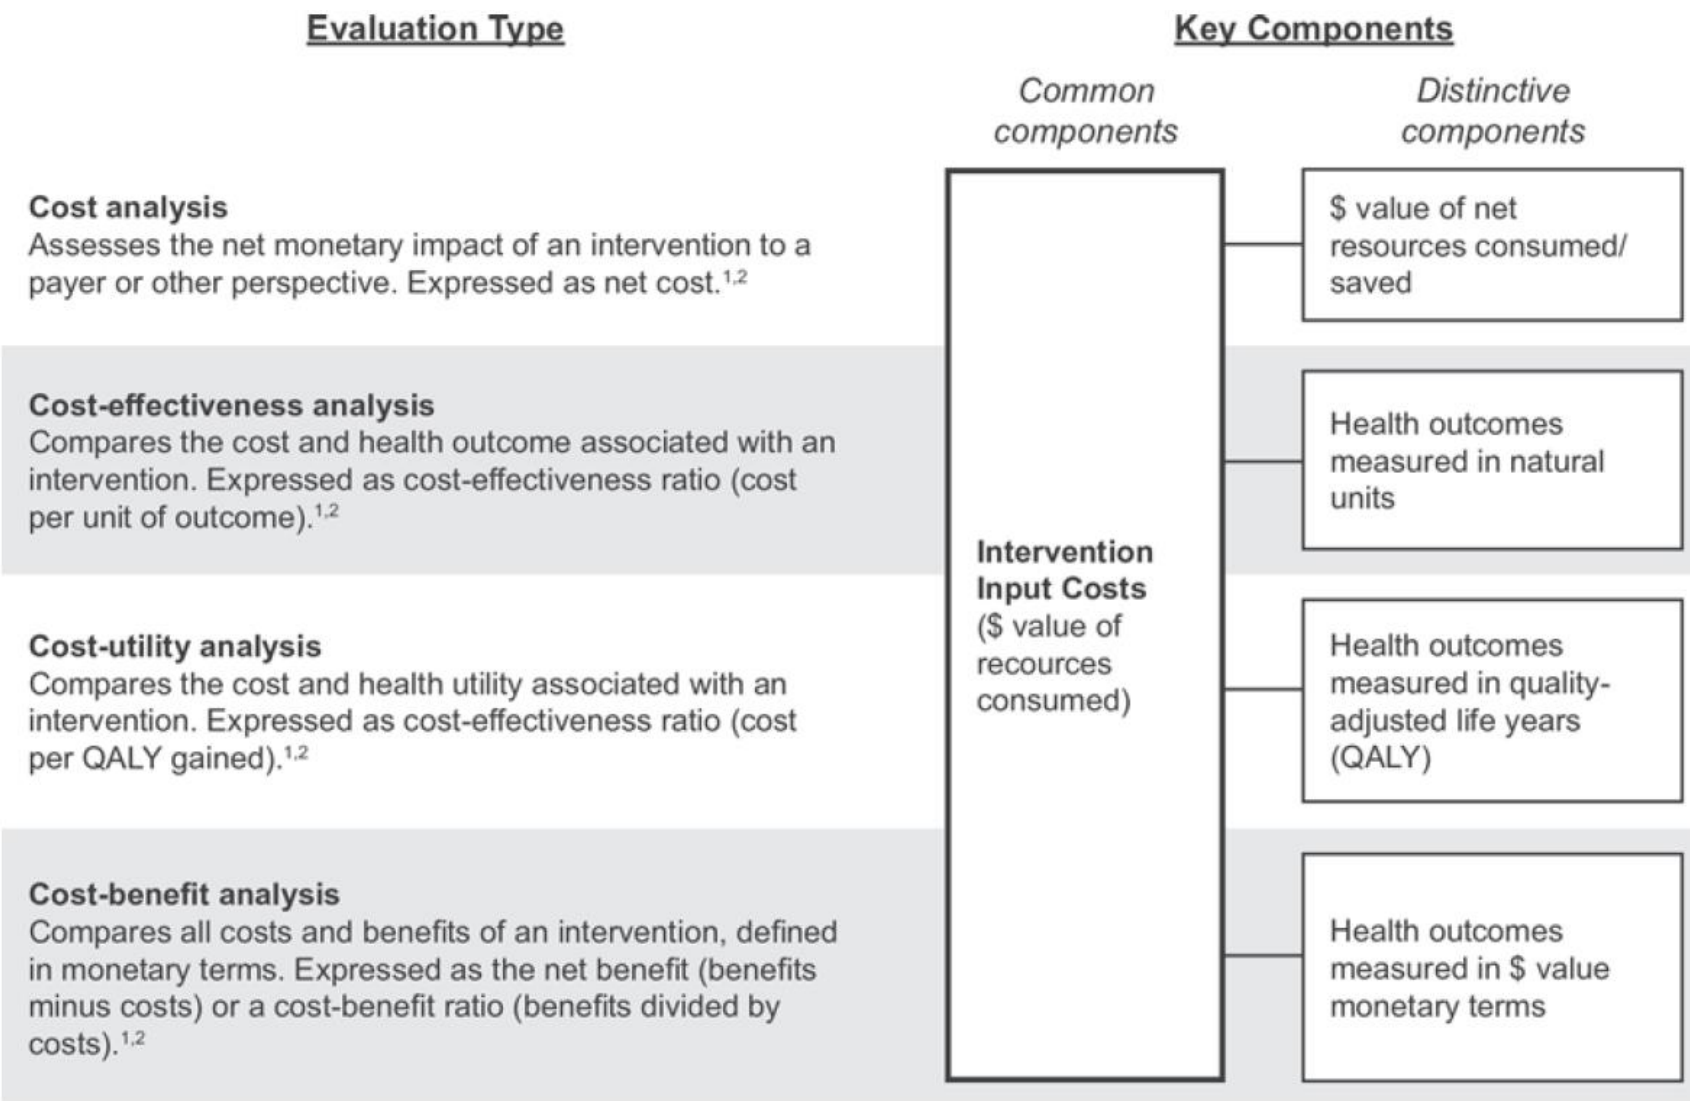 Evaluation Type
Key Components
Common
components
Distinctive
components
Cost analysis
Assesses the net monetary impact of an intervention to a
payer or other perspective. Expressed as net cost.1,2
$ value of net
resources consumed/
saved
Cost-effectiveness analysis
Compares the cost and health outcome associated with an
intervention. Expressed as cost-effectiveness ratio (cost
per unit of outcome).1,2
Health outcomes
measured in natural
units
Intervention
Input Costs
($ value of
recources
consumed)
Cost-utility analysis
Compares the cost and health utility associated with an
intervention. Expressed as cost-effectiveness ratio (cost
per QALY gained).1,2
Health outcomes
measured in quality-
adjusted life years
(QALY)
Cost-benefit analysis
Compares all costs and benefits of an intervention, defined
in monetary terms. Expressed as the net benefit (benefits
minus costs) or a cost-benefit ratio (benefits divided by
costs).1,2
Health outcomes
measured in $ value
monetary terms